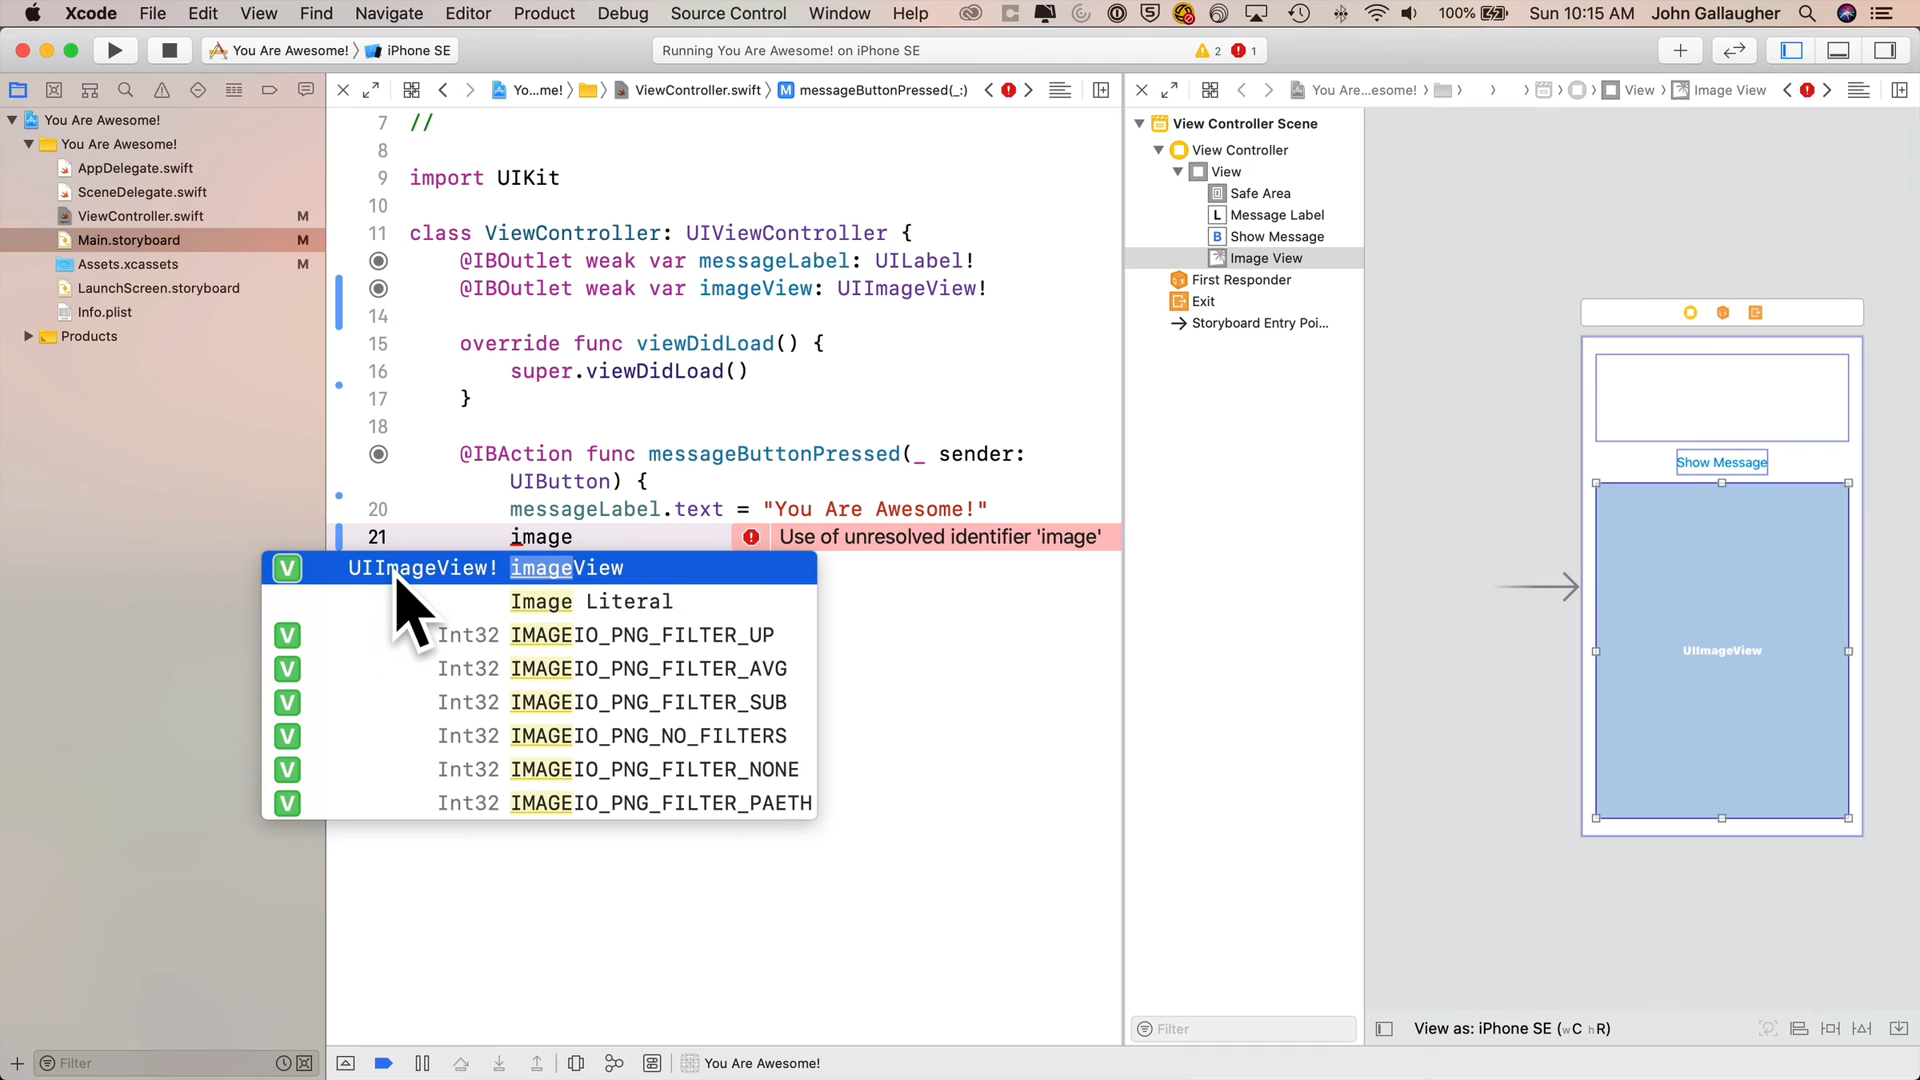 Xcode File Edit View Find Navigate Editor Product Debug Source Control Window Help 100% Sun 10:15 AM John Gallaugher
You Are Awesome! iPhone SE Running You Are Awesome! on iPhone SE 2 1
Yo...me! ViewController.swift M messageButtonPressed(_:)
You Are...esome! View Image View
You Are Awesome!
You Are Awesome!
AppDelegate.swift
SceneDelegate.swift
ViewController.swift M
Main.storyboard M
Assets.xcassets M
LaunchScreen.storyboard
Info.plist
Products
Filter
7 //
8
9 import UIKit
10
11 class ViewController: UIViewController {
@IBOutlet weak var messageLabel: UILabel!
@IBOutlet weak var imageView: UIImageView!
14
15 override func viewDidLoad() {
16 super.viewDidLoad()
17 }
18
@IBAction func messageButtonPressed(_ sender:
UIButton) {
20 messageLabel.text = "You Are Awesome!"
21 image Use of unresolved identifier 'image'
V UIImageView! imageView
Image Literal
V Int32 IMAGEIO_PNG_FILTER_UP
V Int32 IMAGEIO_PNG_FILTER_AVG
V Int32 IMAGEIO_PNG_FILTER_SUB
V Int32 IMAGEIO_PNG_NO_FILTERS
V Int32 IMAGEIO_PNG_FILTER_NONE
V Int32 IMAGEIO_PNG_FILTER_PAETH
You Are Awesome!
View Controller Scene
View Controller
View
Safe Area
L Message Label
B Show Message
Image View
First Responder
Exit
Storyboard Entry Poi...
Filter
Show Message
UIImageView
View as: iPhone SE (wC hR)